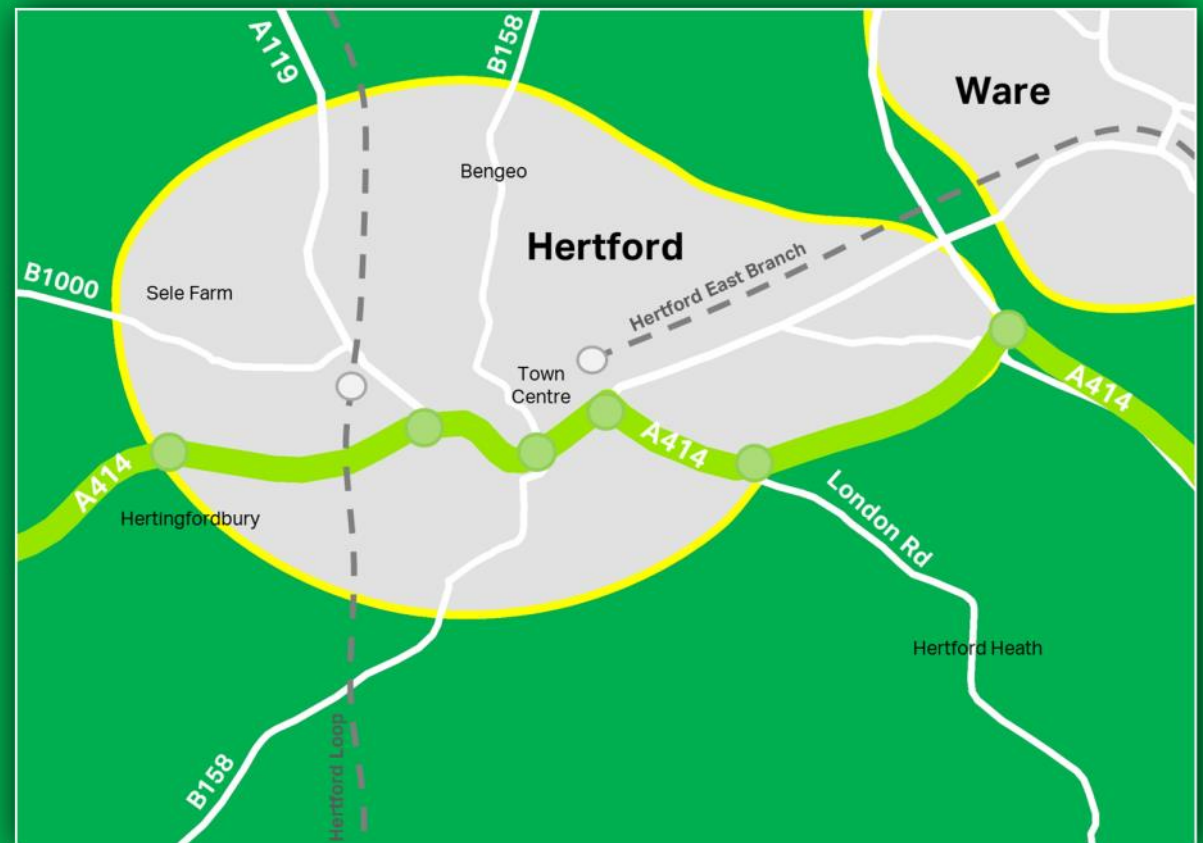 A119
B158
Ware
Bengeo
Hertford
B1000
Sele Farm
Hertford East Branch
Town
Centre
A414
A414
A414
Hertingfordbury
London Rd
Hertford Heath
B158
Hertford Loop